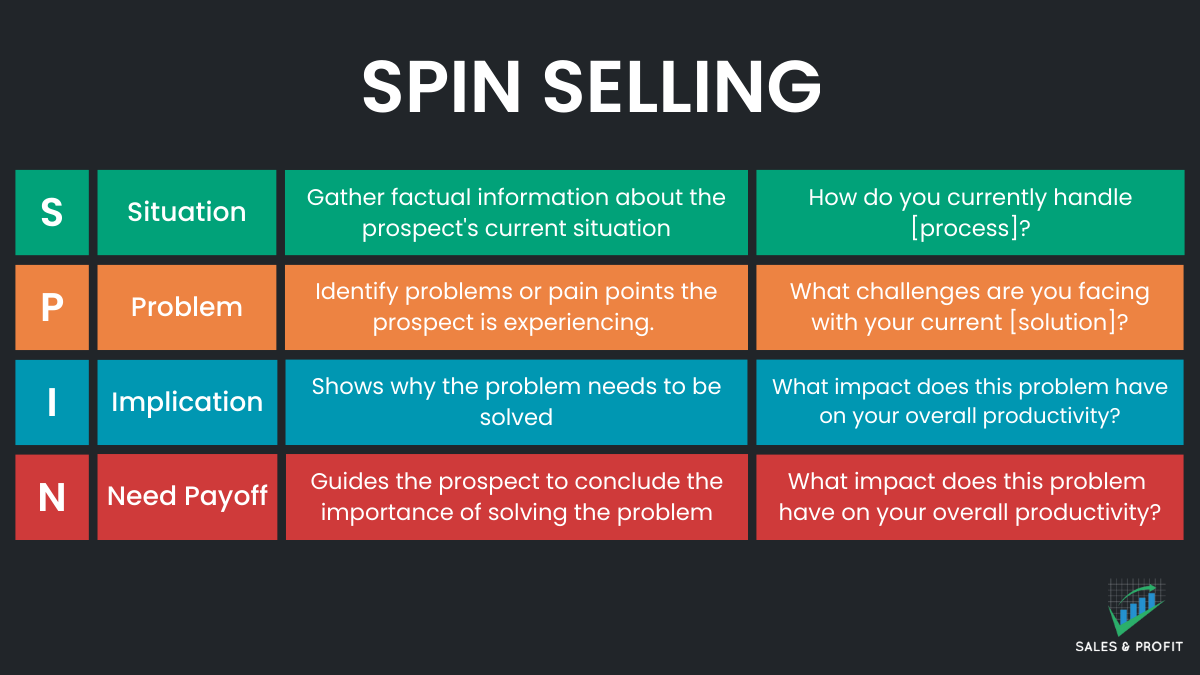 SPIN SELLING
S
Situation
Gather factual information about the
prospect's current situation
How do you currently handle
[process]?
P
Problem
Identify problems or pain points the
prospect is experiencing.
What challenges are you facing
with your current [solution]?
I
Implication
Shows why the problem needs to be
solved
What impact does this problem have
on your overall productivity?
N
Need Payoff
Guides the prospect to conclude the
importance of solving the problem
What impact does this problem
have on your overall productivity?
SALES & PROFIT